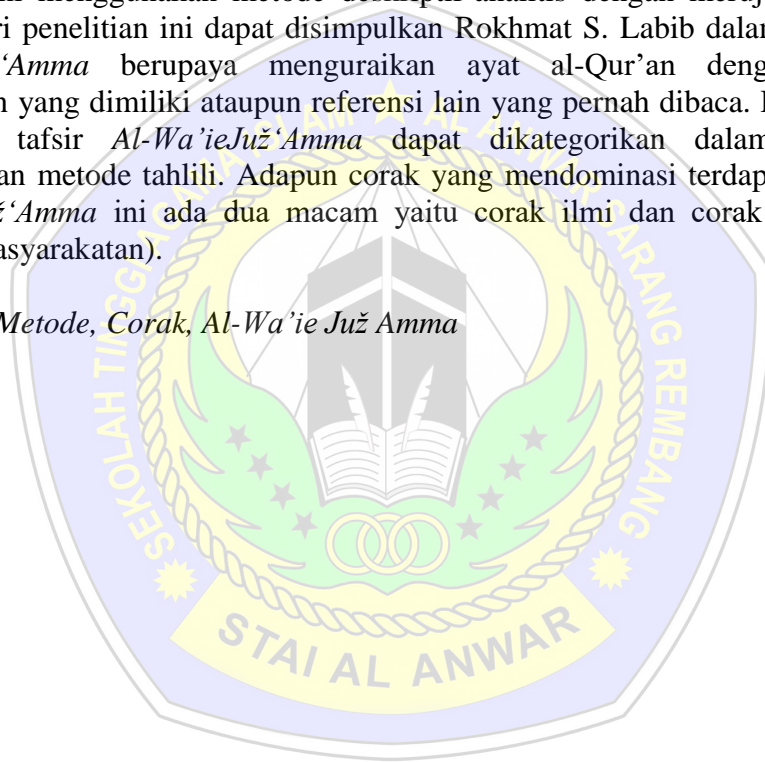 menggunakan metode deskriptif analitis dengan
ri penelitian ini dapat disimpulkan Rokhmat S. Labib dalam
‘Amma berupaya menguraikan ayat al-Qur’an
yang dimiliki ataupun referensi lain yang pernah dibaca.
tafsir Al-Wa’ieJuž‘Amma dapat dikategorikan dalam
an metode tahlili. Adapun corak yang mendominasi
ž‘Amma ini ada dua macam yaitu corak ilmi dan corak
asyarakatan).
Metode, Corak, Al-Wa’ie Juž Amma
SEKOLAH TINGGI AGAMA ISLAM ★ AL ANWAR SARANG REMBANG
STAI AL ANWAR